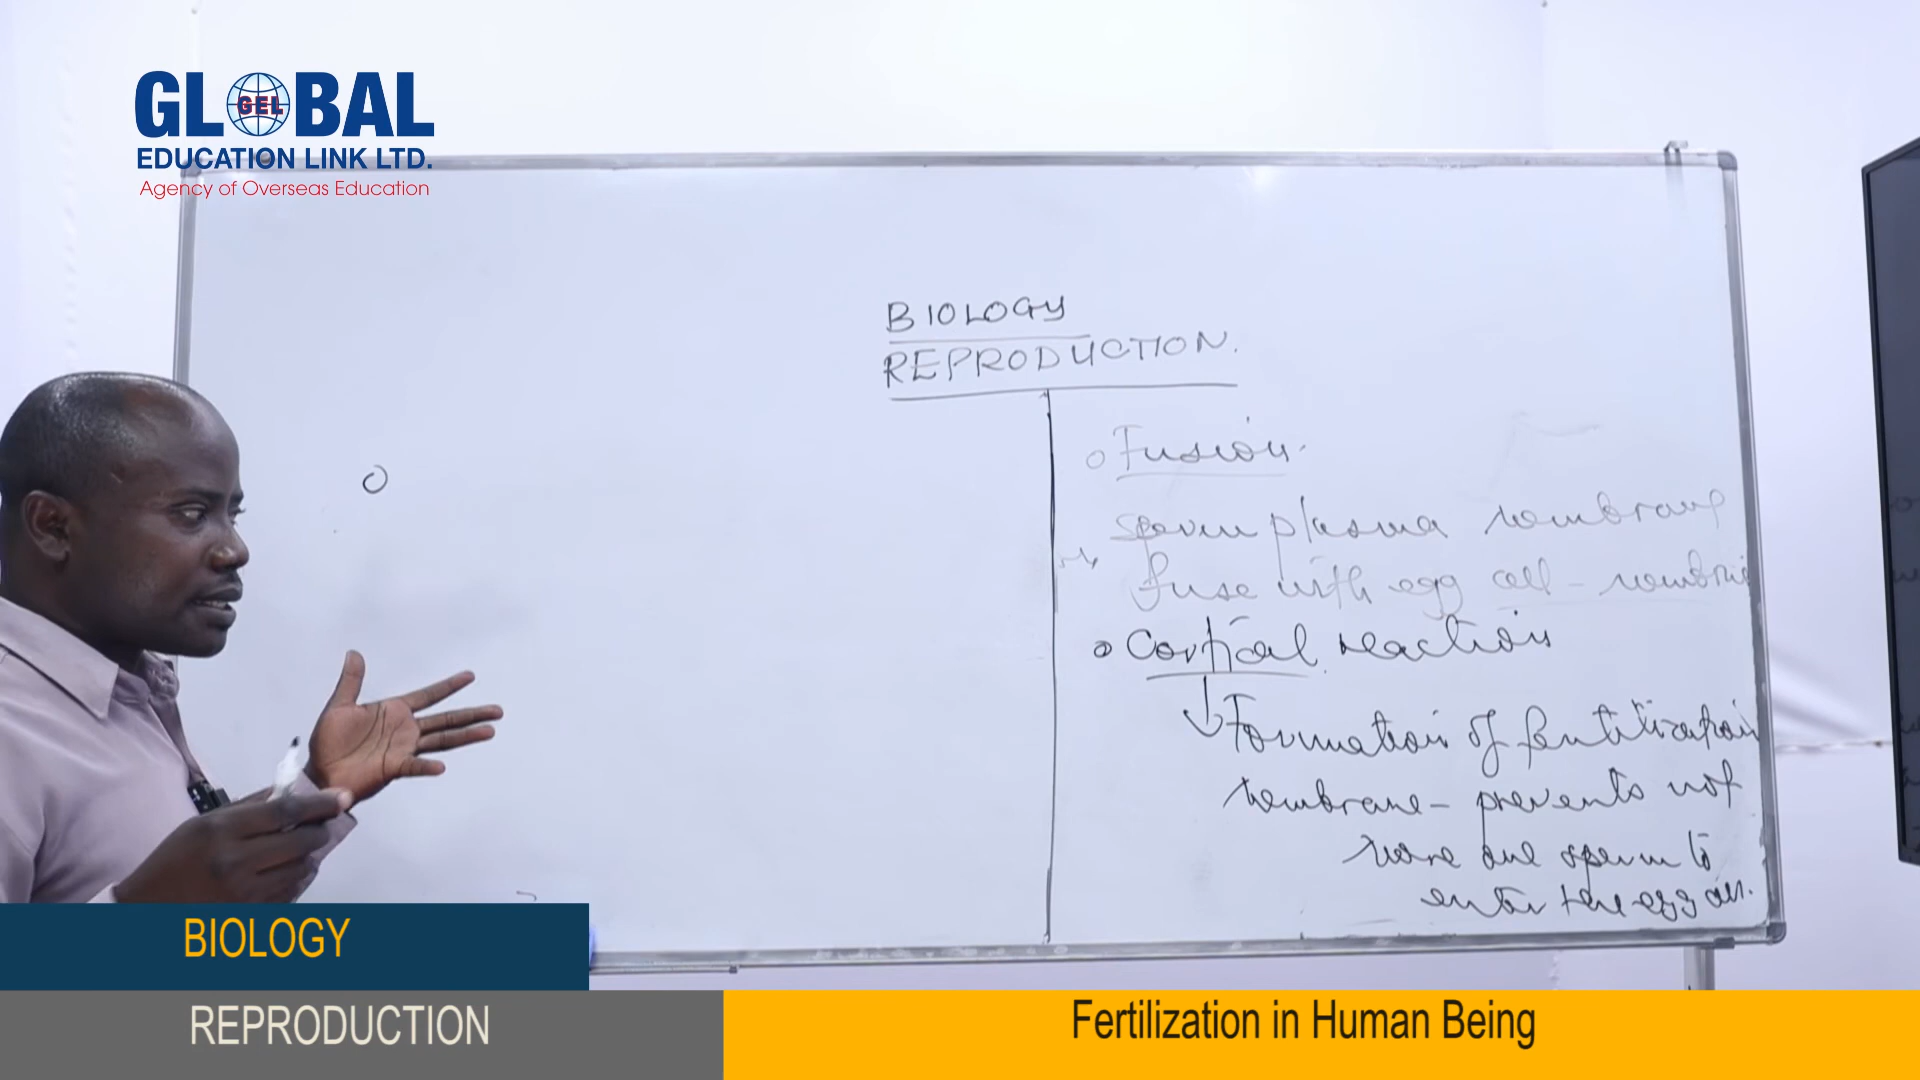 GLOBAL
GEL
EDUCATION LINK LTD.
Agency of Overseas Education
BIOLOGY
REPRODUCTION.
o Fusion.
sperm plasma membrane
fuse with egg cell - membrane
o Cortical reaction
↓ Formation of fertilization
membrane - prevents not
more one sperm to
enter the egg cell.
BIOLOGY
REPRODUCTION
Fertilization in Human Being